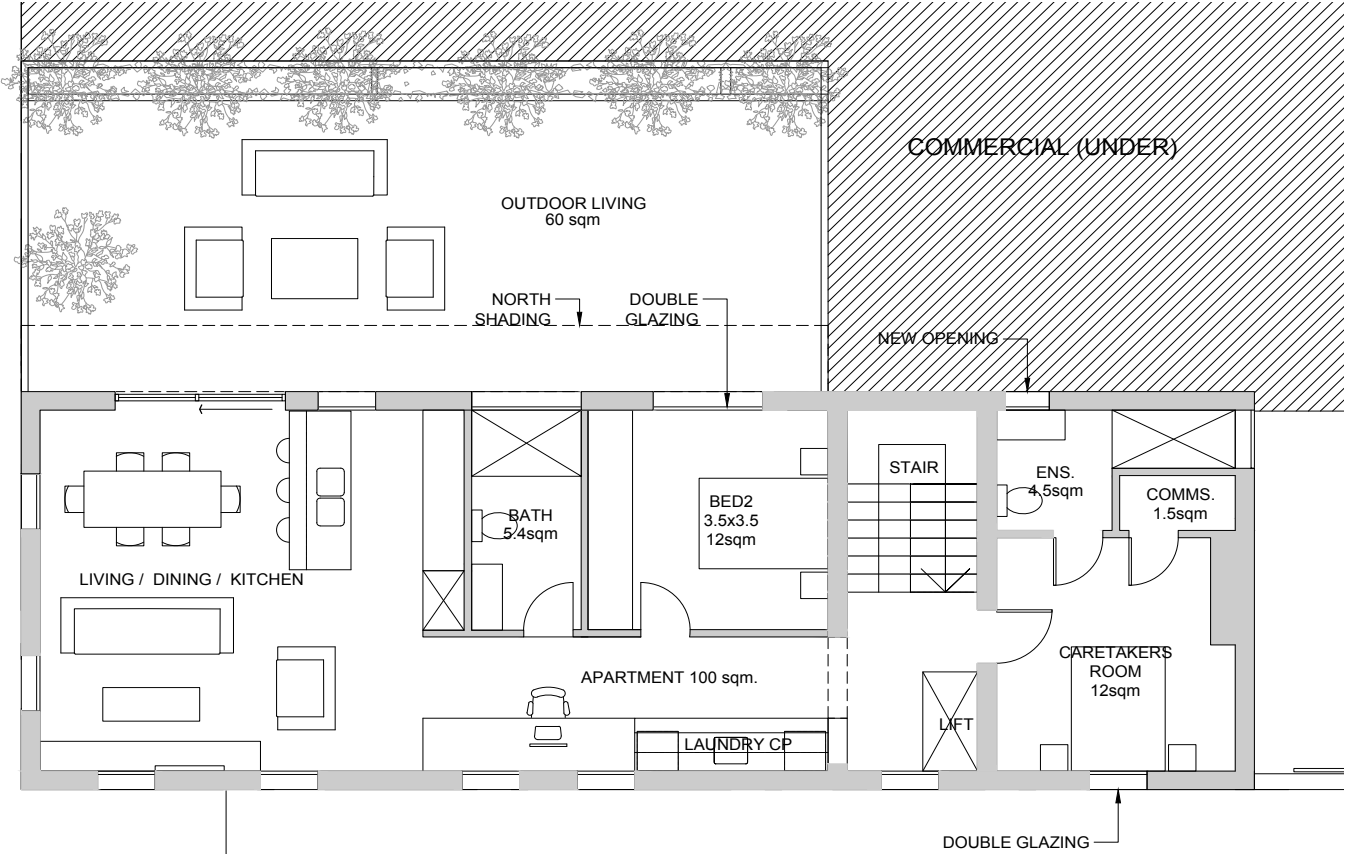 COMMERCIAL (UNDER)
OUTDOOR LIVING
60 sqm
NORTH
SHADING
DOUBLE
GLAZING
NEW OPENING
STAIR
ENS.
4.5sqm
COMMS.
1.5sqm
BED2
3.5x3.5
12sqm
BATH
5.4sqm
LIVING / DINING / KITCHEN
CARETAKERS
ROOM
12sqm
APARTMENT 100 sqm.
LIFT
LAUNDRY CP
DOUBLE GLAZING